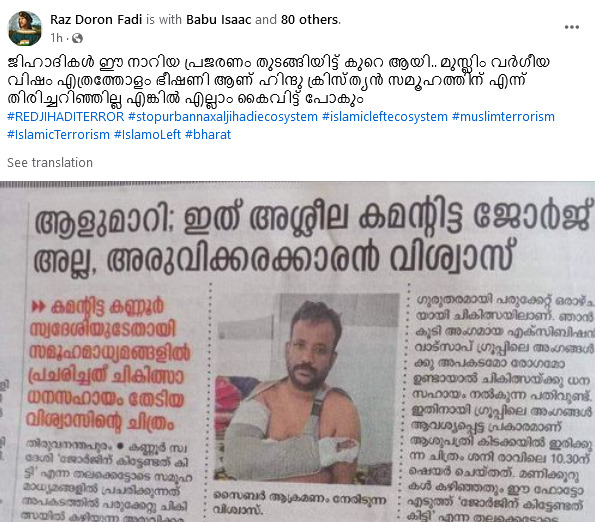 Raz Doron Fadi is with Babu Isaac and 80 others.
1h
ജിഹാദികൾ ഈ നാറിയ പ്രജരണം തുടങ്ങിയിട്ട് കുറെ ആയി.. മുസ്ലിം വർഗീയ
വിഷം എത്രത്തോളം ഭീഷണി ആണ് ഹിന്ദു ക്രിസ്ത്യൻ സമൂഹത്തിന് എന്ന്
തിരിച്ചറിഞ്ഞില്ല എങ്കിൽ എല്ലാം കൈവിട്ട് പോകും
#REDJIHADITERROR #stopurbannaxaljihadiecosystem #islamicleftecosystem #muslimterrorism
#IslamicTerrorism #IslamoLeft #bharat
See translation
ആളുമാറി; ഇത് അശ്ലീല കമന്റിട്ട ജോർജ്
അല്ല, അരുവിക്കരക്കാരൻ വിശ്വാസ്
കമന്റിട്ട കണ്ണൂർ
സ്വദേശിയുടേതായി
സമൂഹമാധ്യമങ്ങളിൽ
പ്രചരിച്ചത് ചികിത്സാ
ധനസഹായം തേടിയ
വിശ്വാസിന്റെ ചിത്രം
തിരുവനന്തപുരം ● കണ്ണൂർ സ്വ
ദേശി 'ജോർജിന് കിട്ടേണ്ടത് കി
ട്ടി' എന്ന തലക്കെട്ടോടെ സമൂഹ
മാധ്യമങ്ങളിൽ പ്രചരിക്കുന്നത്
അപകടത്തിൽ പരുക്കേറ്റു ചികി
ത്സയിൽ കഴിയുന്ന അരുവിക്കര
സൈബർ ആക്രമണം നേരിടുന്ന
വിശ്വാസ്.
ഗുരുതരമായി പരുക്കേറ്റ് ഒരാഴ്ച
യായി ചികിത്സയിലാണ്. ഞാൻ
കൂടി അംഗമായ എക്സിബിഷൻ
വാട്സാപ് ഗ്രൂപ്പിലെ അംഗങ്ങൾ
ക്കു അപകടമോ രോഗമോ
ഉണ്ടായാൽ ചികിത്സയ്ക്കു ധന
സഹായം നൽകുന്ന പതിവുണ്ട്.
ഇതിനായി ഗ്രൂപ്പിലെ അംഗങ്ങൾ
ആവശ്യപ്പെട്ട പ്രകാരമാണ്
ആശുപത്രി കിടക്കയിൽ ഇരിക്കു
ന്ന ചിത്രം ശനി രാവിലെ 10.30ന്
ഷെയർ ചെയ്തത്. മണിക്കൂറു
കൾ കഴിഞ്ഞതും ഈ ഫോട്ടോ
എടുത്ത് 'ജോർജിന് കിട്ടേണ്ടത്
കിട്ടി' എന്ന തലക്കെട്ടോടെ